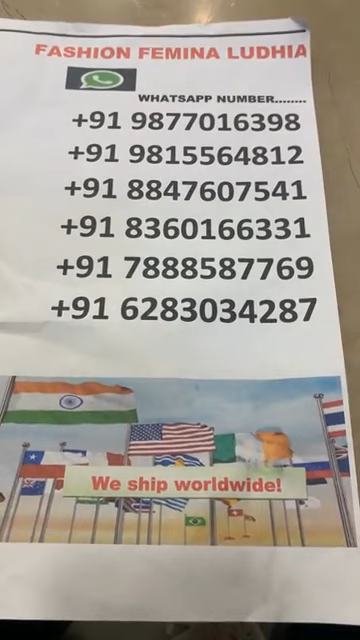 FASHION FEMINA LUDHIA
WHATSAPP NUMBER........
+91 9877016398
+91 9815564812
+91 8847607541
+91 8360166331
+91 7888587769
+91 6283034287
We ship worldwide!